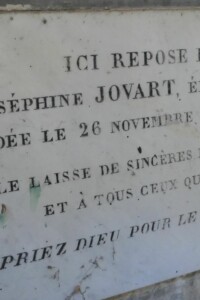 ICI REPOSE
SÉPHINE JOVART, É
DÉE LE 26 NOVEMBRE
LE LAISSE DE SINCÈRES
ET À TOUS CEUX QU
PRIEZ DIEU POUR LE